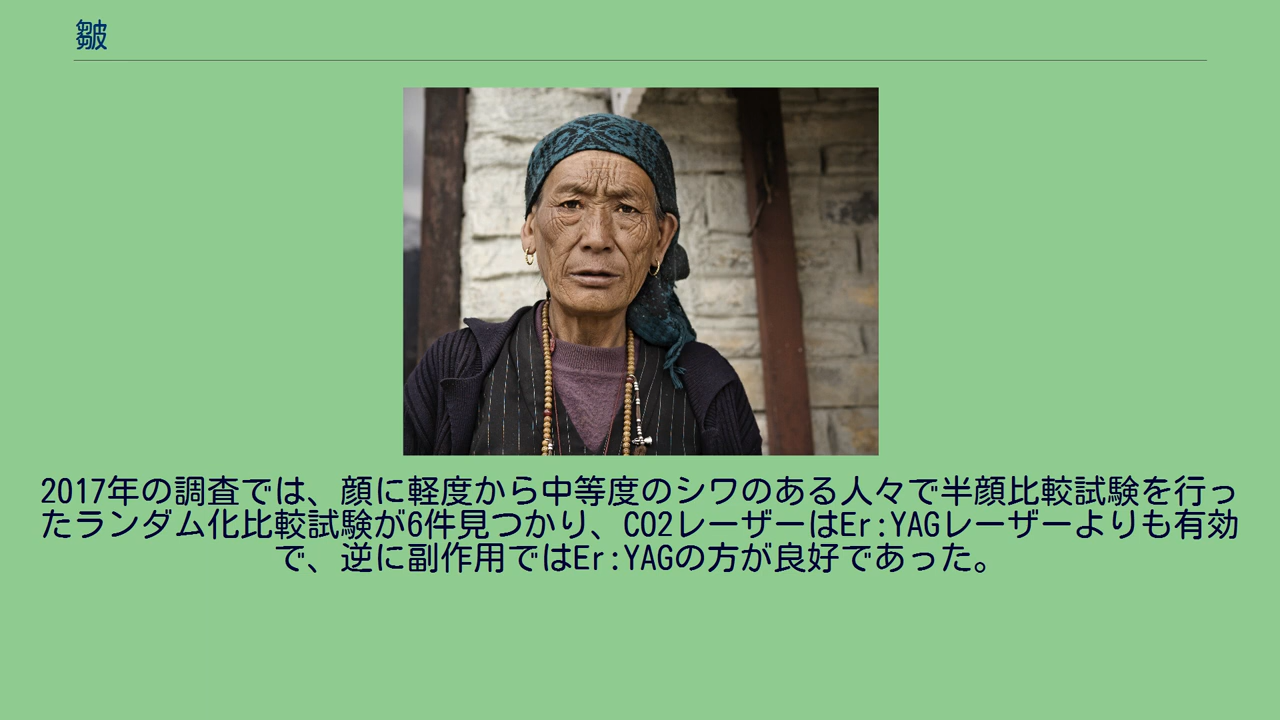 皺
2017年の調査では、顔に軽度から中等度のシワのある人々で半顔比較試験を行っ
たランダム化比較試験が6件見つかり、CO2レーザーはEr:YAGレーザーよりも有効
で、逆に副作用ではEr:YAGの方が良好であった。